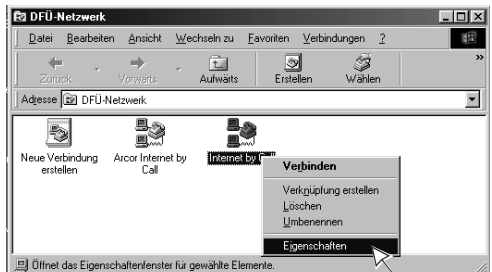 DFÜ-Netzwerk
Datei Bearbeiten Ansicht Wechseln zu Favoriten Verbindungen ?
Zurück Vorwärts Aufwärts Erstellen Wählen »
Adresse DFÜ-Netzwerk
Neue Verbindung erstellen
Arcor Internet by Call
Internet by Call
Verbinden
Verknüpfung erstellen
Löschen
Umbenennen
Eigenschaften
Öffnet das Eigenschaftenfenster für gewählte Elemente.